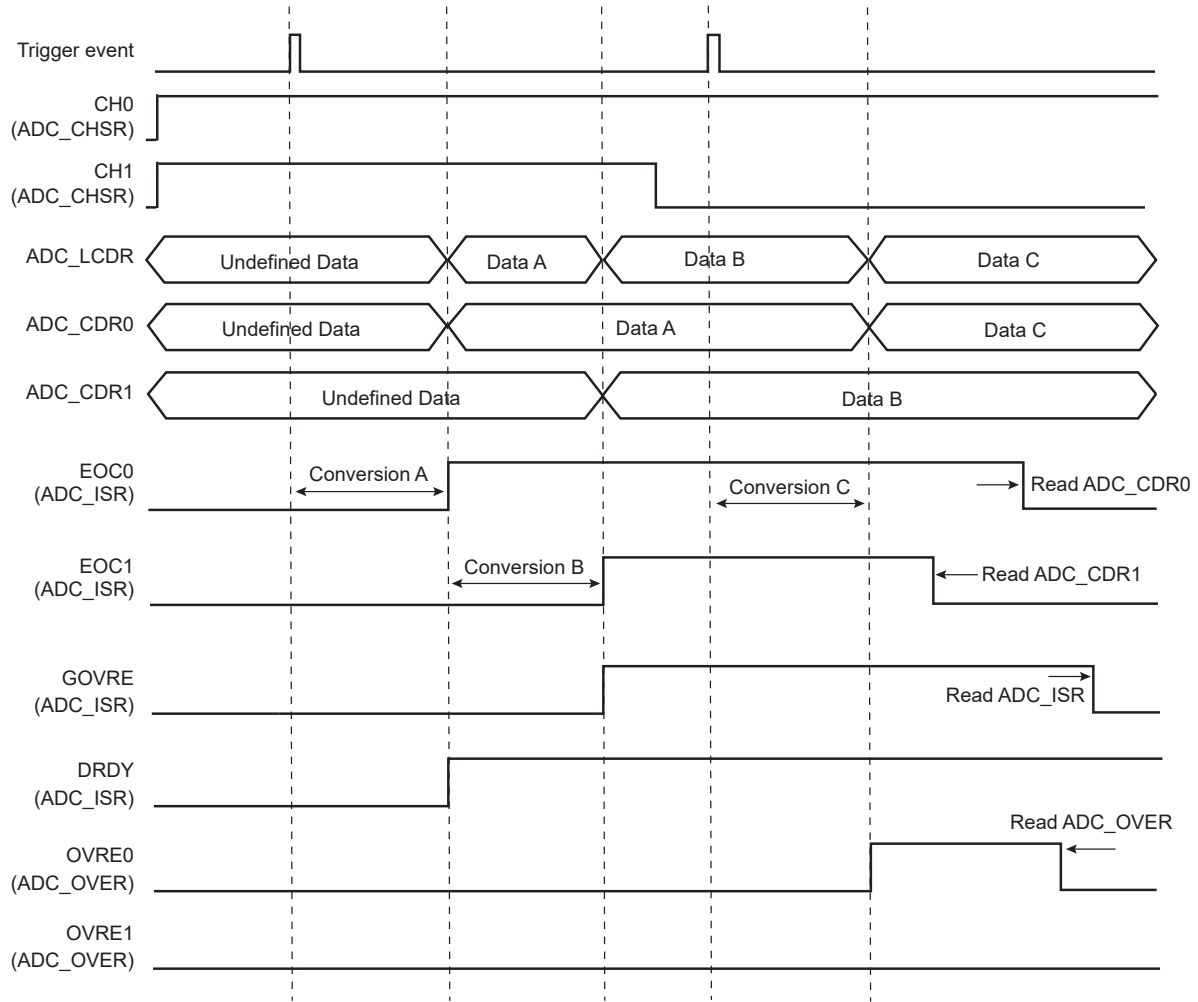 Trigger event
CH0
(ADC_CHSR)
CH1
(ADC_CHSR)
ADC_LCDR
Undefined Data
Data A
Data B
Data C
ADC_CDR0
Undefined Data
Data A
Data C
ADC_CDR1
Undefined Data
Data B
EOC0
(ADC_ISR)
Conversion A
Conversion C
Read ADC_CDR0
EOC1
(ADC_ISR)
Conversion B
Read ADC_CDR1
GOVRE
(ADC_ISR)
Read ADC_ISR
DRDY
(ADC_ISR)
Read ADC_OVER
OVRE0
(ADC_OVER)
OVRE1
(ADC_OVER)